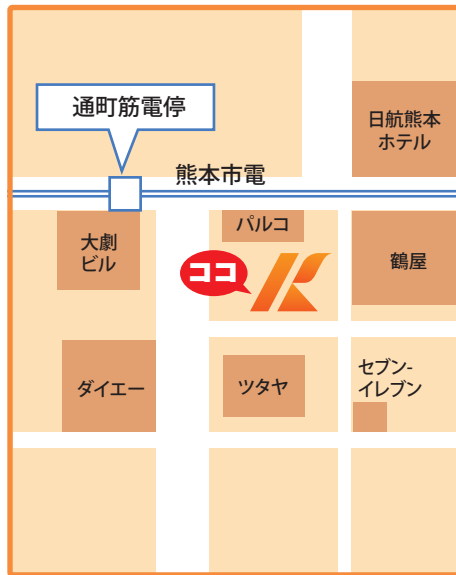 通町筋電停
日航熊本
ホテル
熊本市電
大劇
ビル
パルコ
鶴屋
ココ
ダイエー
ツタヤ
セブン-
イレブン